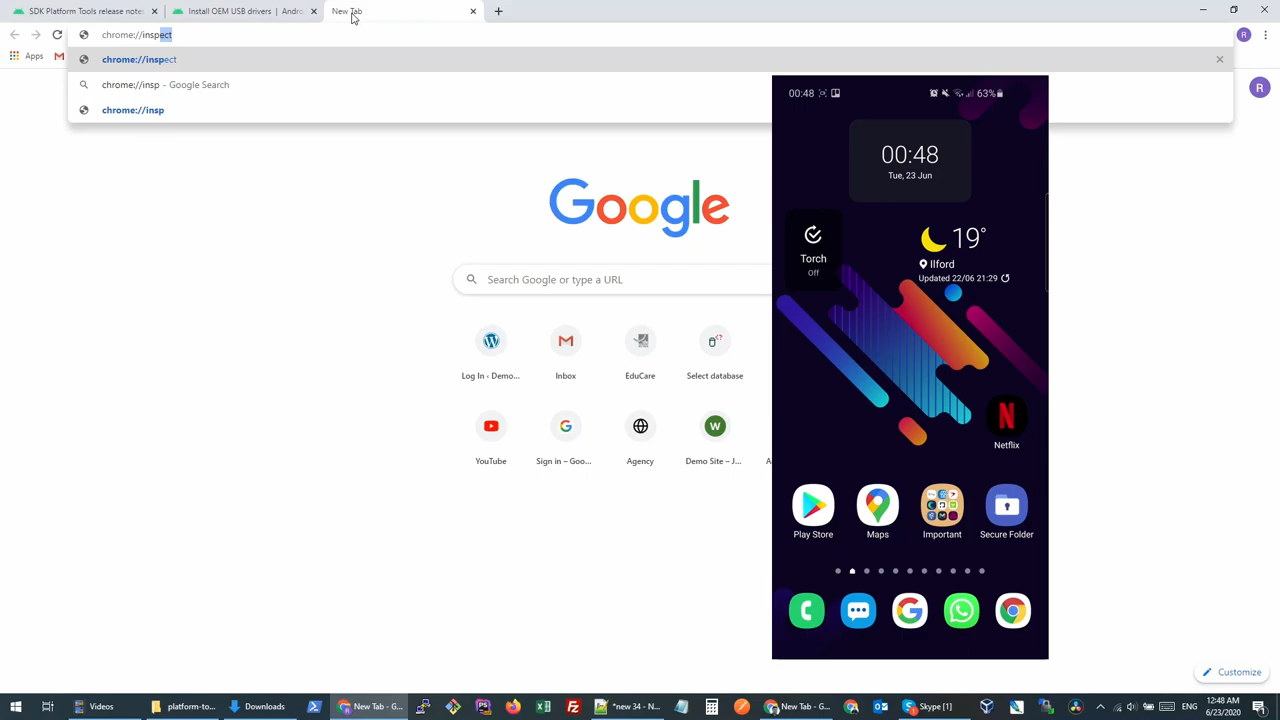 SDK Platform Tools release notes
Install OEM USB drivers | Andro
New Tab
chrome://inspect
Apps
chrome://inspect
chrome://insp - Google Search
chrome://insp
R
R
Google
Search Google or type a URL
Log In ‹ Demo...
Inbox
EduCare
Select database
YouTube
Sign in – Goo...
Agency
W
Demo Site – J...
A
00:48
63%
00:48
Tue, 23 Jun
Torch
Off
19°
Ilford
Updated 22/06 21:29
N
Netflix
Play Store
Maps
Important
Secure Folder
Customize
Videos
platform-to...
Downloads
New Tab - G...
*new 34 - N...
New Tab - G...
Skype [1]
ENG
12:48 AM
6/23/2020